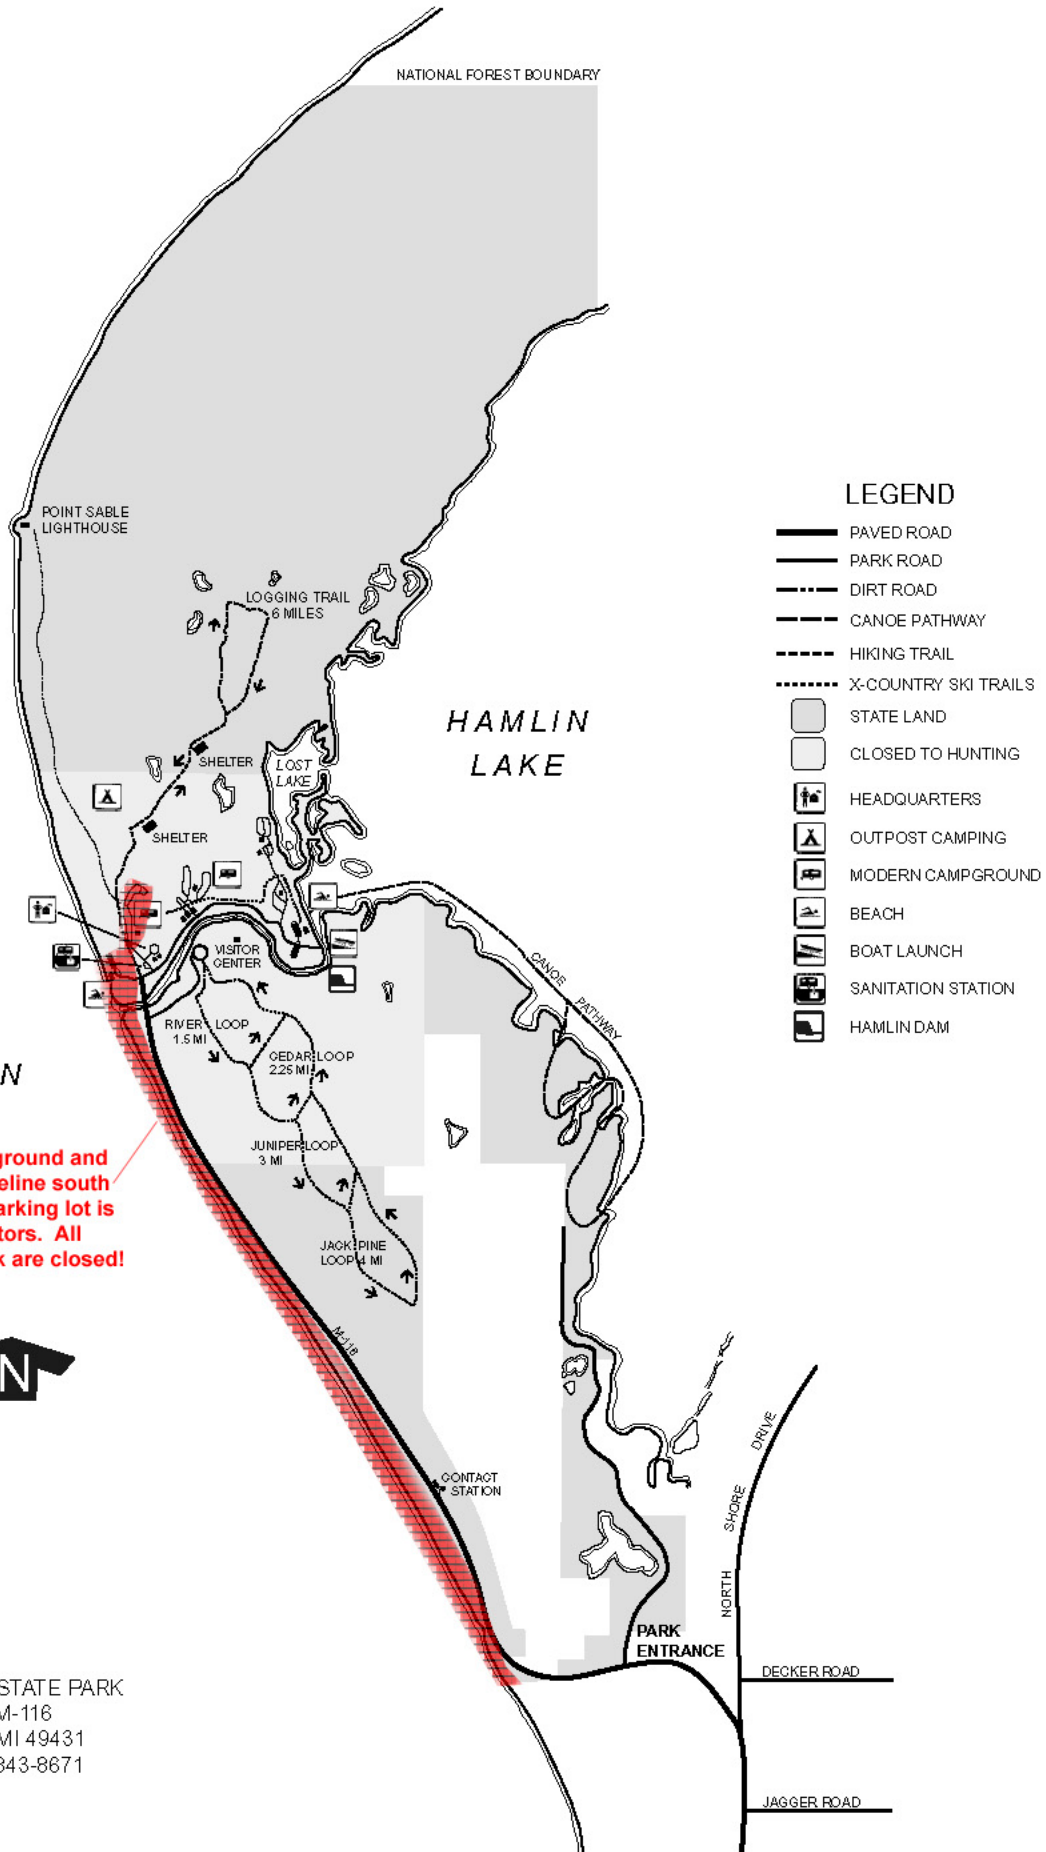 NATIONAL FOREST BOUNDARY
POINT SABLE
LIGHTHOUSE
LOGGING TRAIL
6 MILES
HAMLIN
LAKE
SHELTER
LOST
LAKE
SHELTER
VISITOR
CENTER
CANOE PATHWAY
RIVER LOOP
1.5 MI
CEDAR LOOP
2.25 MI
JUNIPER LOOP
3 MI
JACK PINE
LOOP 4 MI
M-116
CONTACT
STATION
N
ground and
eline south
arking lot is
tors. All
k are closed!
N
PARK
ENTRANCE
NORTH SHORE DRIVE
DECKER ROAD
JAGGER ROAD
STATE PARK
M-116
MI 49431
843-8671
LEGEND
PAVED ROAD
PARK ROAD
DIRT ROAD
CANOE PATHWAY
HIKING TRAIL
X-COUNTRY SKI TRAILS
STATE LAND
CLOSED TO HUNTING
HEADQUARTERS
OUTPOST CAMPING
MODERN CAMPGROUND
BEACH
BOAT LAUNCH
SANITATION STATION
HAMLIN DAM